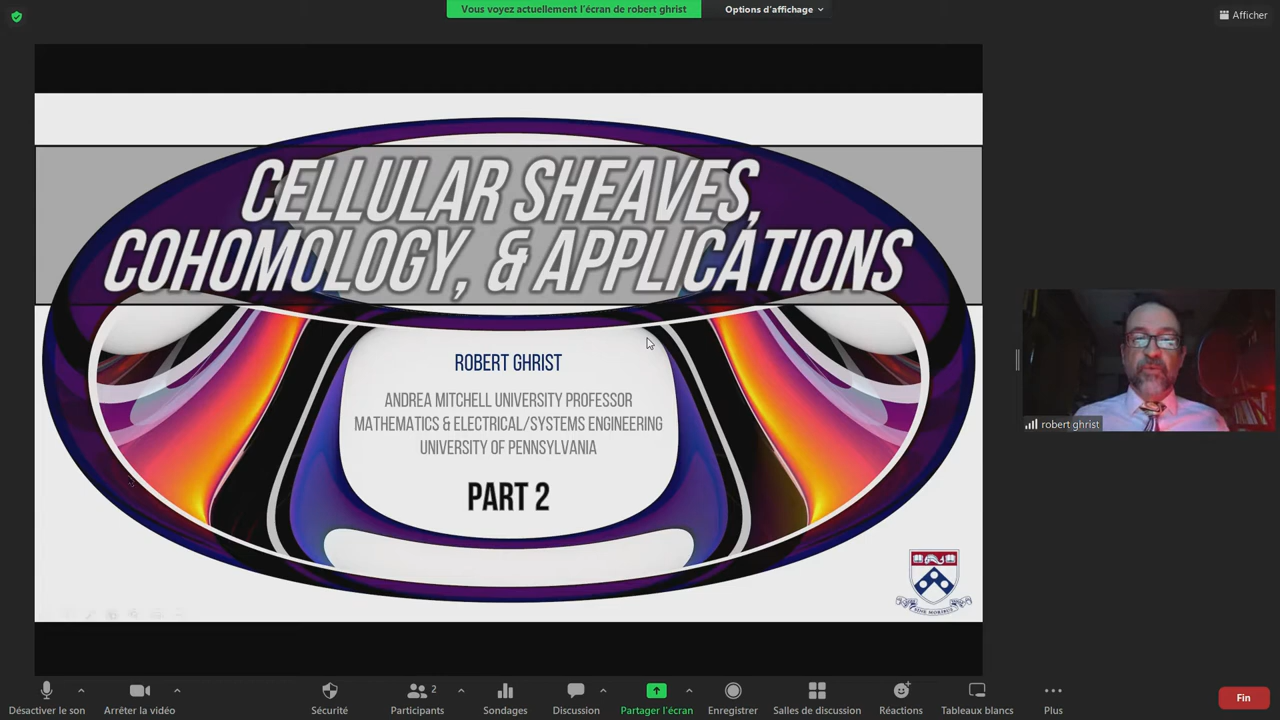 Vous voyez actuellement l'écran de robert ghrist
Options d'affichage
Afficher
CELLULAR SHEAVES,
COHOMOLOGY, & APPLICATIONS
ROBERT GHRIST
ANDREA MITCHELL UNIVERSITY PROFESSOR
MATHEMATICS & ELECTRICAL/SYSTEMS ENGINEERING
UNIVERSITY OF PENNSYLVANIA
PART 2
robert ghrist
2
Désactiver le son
Arrêter la vidéo
Sécurité
Participants
Sondages
Discussion
Partager l'écran
Enregistrer
Salles de discussion
Réactions
Tableaux blancs
Plus
Fin